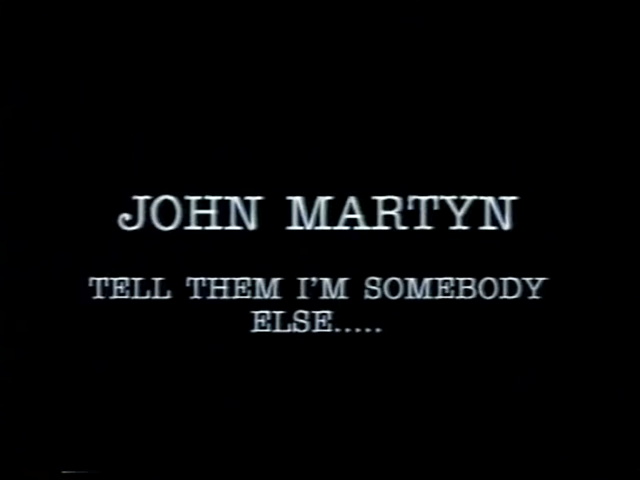 JOHN MARTYN
TELL THEM I'M SOMEBODY
ELSE.....